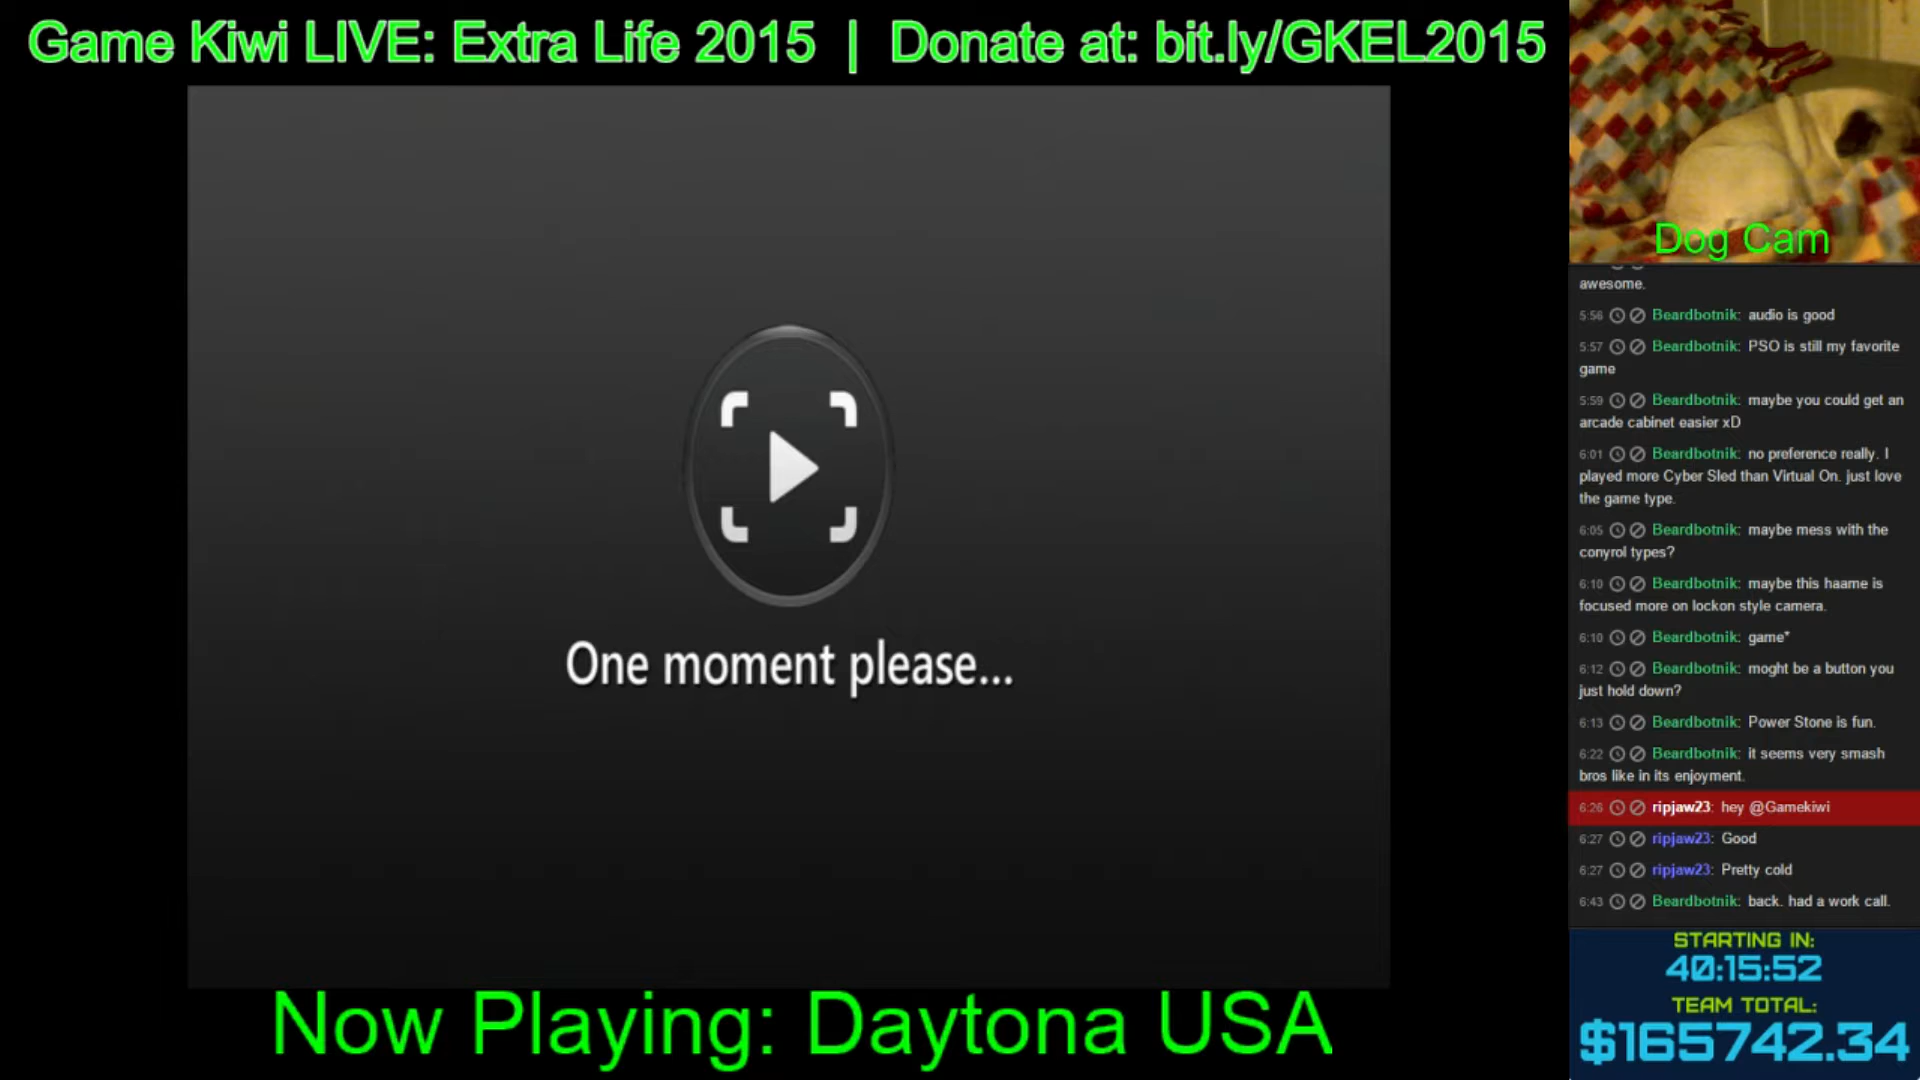 Game Kiwi LIVE: Extra Life 2015 | Donate at: bit.ly/GKEL2015
One moment please...
Now Playing: Daytona USA
Dog Cam
awesome.
5:56 Beardbotnik: audio is good
5:57 Beardbotnik: PSO is still my favorite
game
5:59 Beardbotnik: maybe you could get an
arcade cabinet easier xD
6:01 Beardbotnik: no preference really. I
played more Cyber Sled than Virtual On. just love
the game type.
6:05 Beardbotnik: maybe mess with the
conyrol types?
6:10 Beardbotnik: maybe this haame is
focused more on lockon style camera.
6:10 Beardbotnik: game*
6:12 Beardbotnik: moght be a button you
just hold down?
6:13 Beardbotnik: Power Stone is fun.
6:22 Beardbotnik: it seems very smash
bros like in its enjoyment.
6:26 ripjaw23: hey @Gamekiwi
6:27 ripjaw23: Good
6:27 ripjaw23: Pretty cold
6:43 Beardbotnik: back. had a work call.
STARTING IN:
40:15:52
TEAM TOTAL:
$165742.34